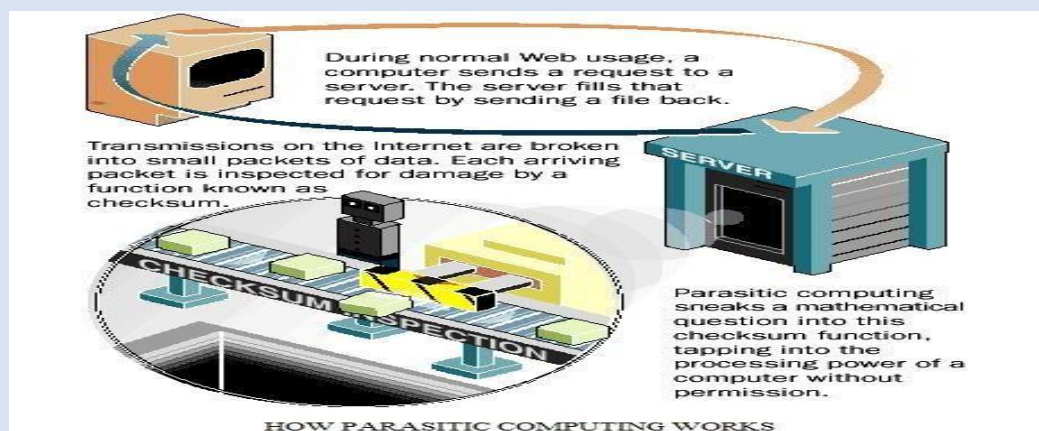 During normal Web usage, a
computer sends a request to a
server. The server fills that
request by sending a file back.
Transmissions on the Internet are broken
into small packets of data. Each arriving
packet is inspected for damage by a
function known as
checksum.
SERVER
CHECKSUM INSPECTION
Parasitic computing
sneaks a mathematical
question into this
checksum function,
tapping into the
processing power of a
computer without
permission.
HOW PARASITIC COMPUTING WORKS